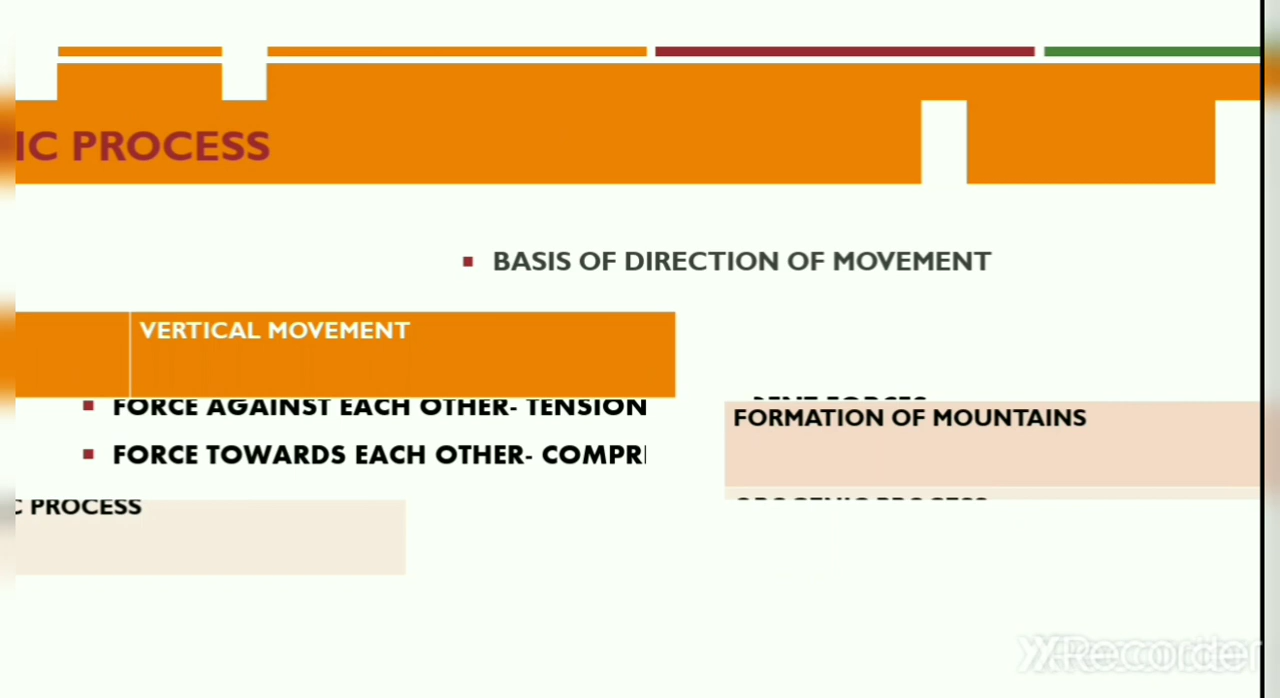 IC PROCESS
BASIS OF DIRECTION OF MOVEMENT
VERTICAL MOVEMENT
FORCE AGAINST EACH OTHER- TENSION
FORMATION OF MOUNTAINS
FORCE TOWARDS EACH OTHER- COMPR
C PROCESS
XRecorder